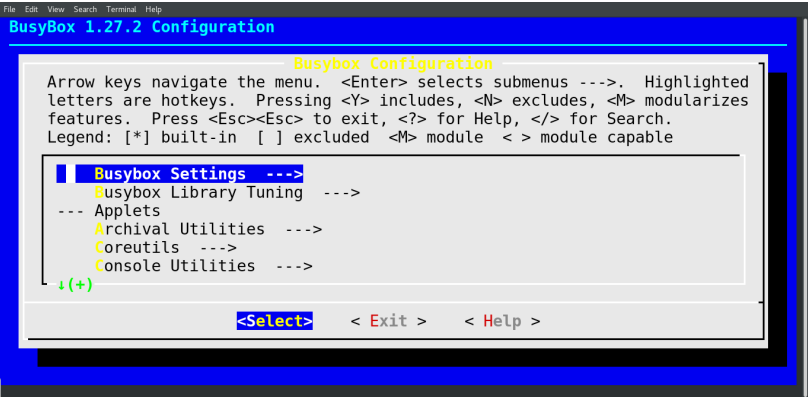 File Edit View Search Terminal Help
BusyBox 1.27.2 Configuration
Busybox Configuration
Arrow keys navigate the menu. <Enter> selects submenus --->. Highlighted
letters are hotkeys. Pressing <Y> includes, <N> excludes, <M> modularizes
features. Press <Esc><Esc> to exit, <?> for Help, </> for Search.
Legend: [*] built-in [ ] excluded <M> module < > module capable
Busybox Settings --->
Busybox Library Tuning --->
--- Applets
Archival Utilities --->
Coreutils --->
Console Utilities --->
↓(+)
<Select> < Exit > < Help >